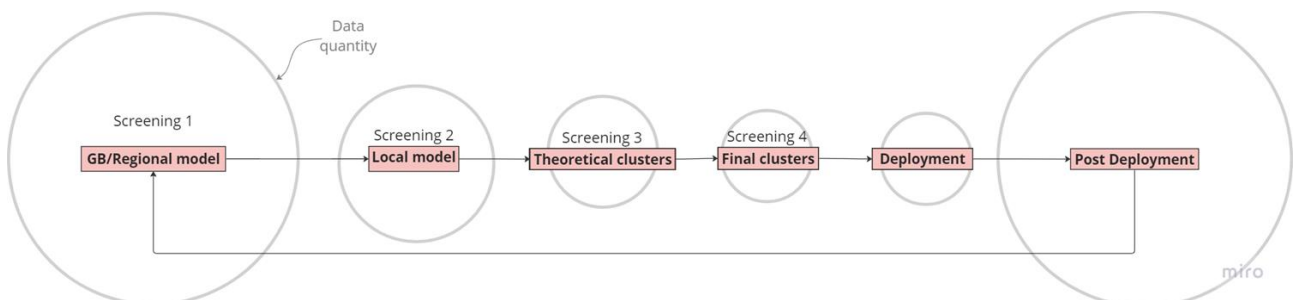 Data
quantity
Screening 1
GB/Regional model
Screening 2
Local model
Screening 3
Theoretical clusters
Screening 4
Final clusters
Deployment
Post Deployment
miro